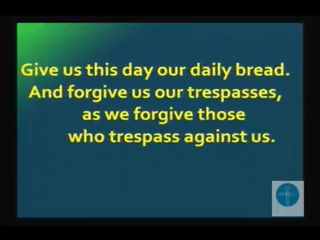 Give us this day our daily bread.
And forgive us our trespasses,
as we forgive those
who trespass against us.